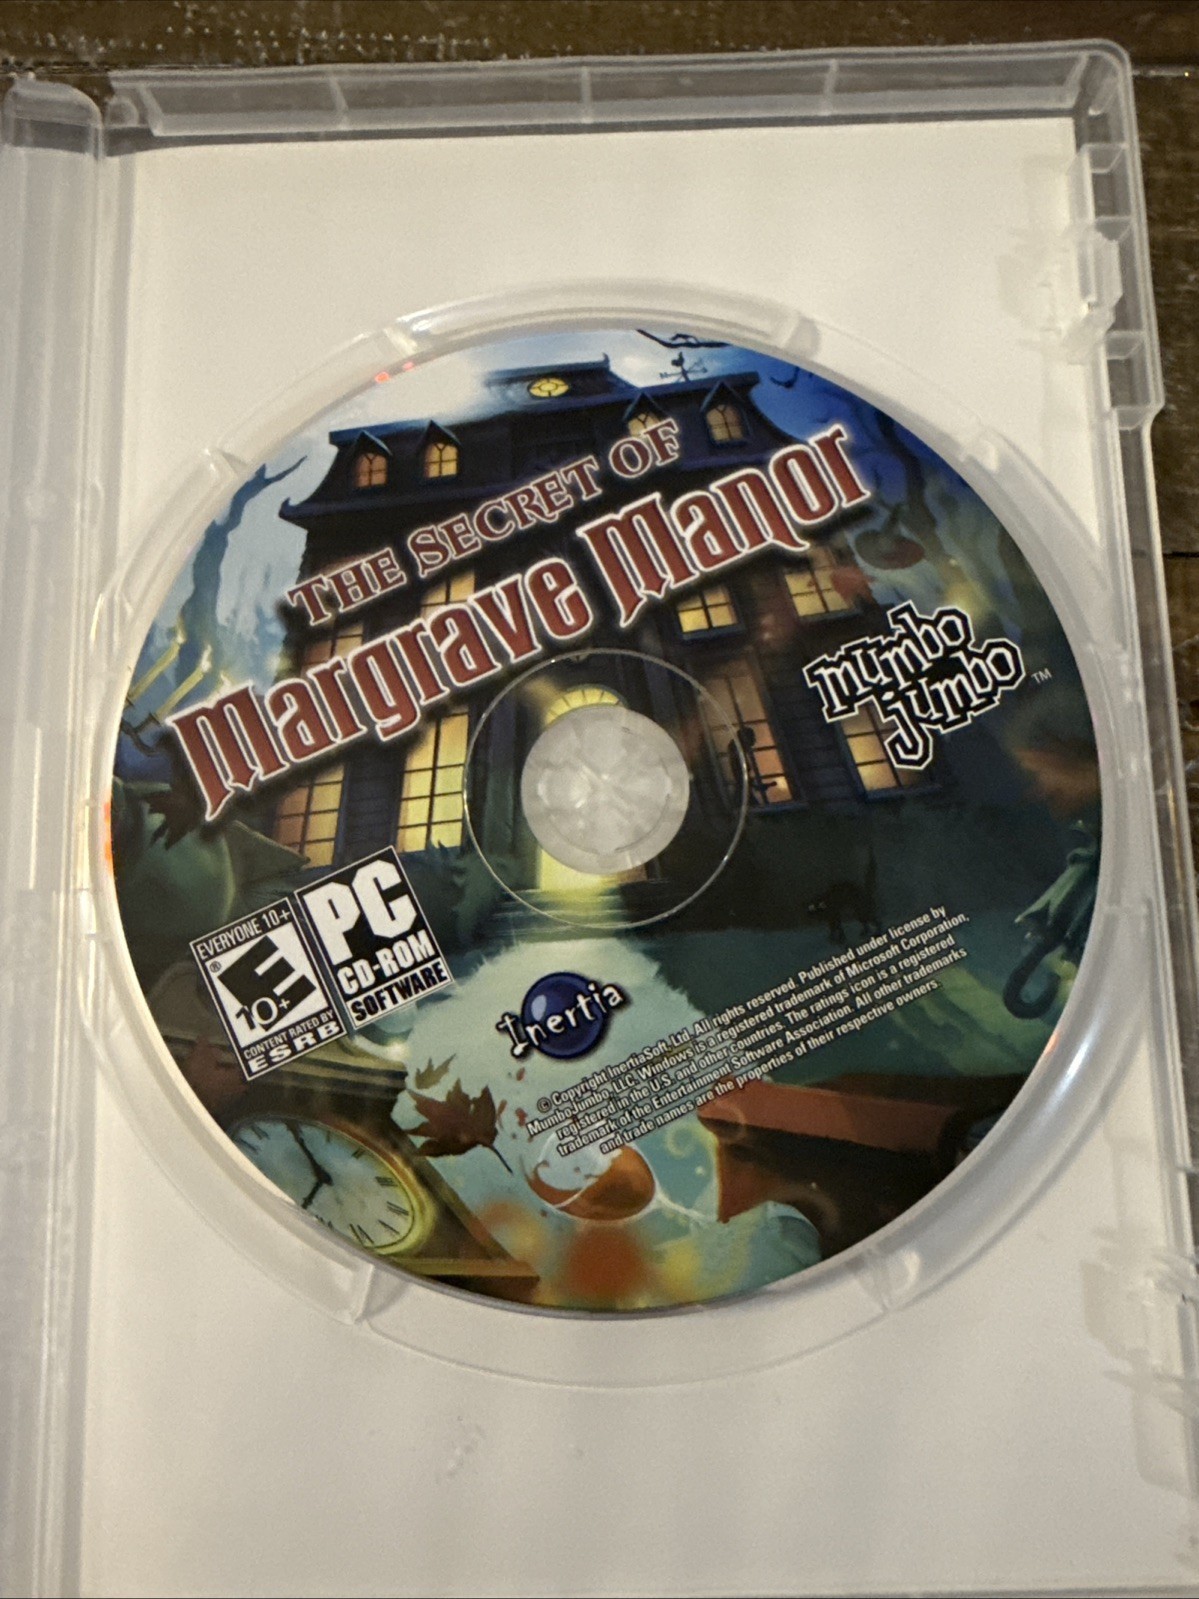 THE SECRET OF
Margrave Manor
mumbo
jumbo™
EVERYONE 10+
E
10+
®
CONTENT RATED BY
ESRB
PC
CD-ROM
SOFTWARE
Inertia
© Copyright InertiaSoft, Ltd. All rights reserved. Published under license by
MumboJumbo, LLC. Windows is a registered trademark of Microsoft Corporation,
registered in the U.S. and other countries. The ratings icon is a registered
trademark of the Entertainment Software Association. All other trademarks
and trade names are the properties of their respective owners.